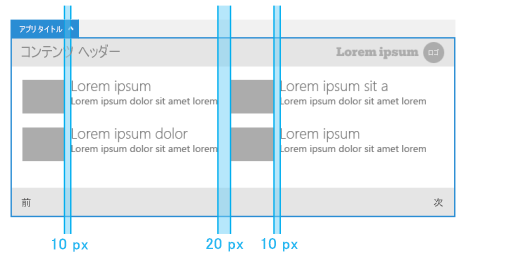 アプリタイトル
コンテンツ ヘッダー
Lorem ipsum ロゴ
Lorem ipsum
Lorem ipsum dolor sit amet lorem
Lorem ipsum sit a
Lorem ipsum dolor sit amet lorem
Lorem ipsum dolor
Lorem ipsum dolor sit amet lorem
Lorem ipsum
Lorem ipsum dolor sit amet lorem
前
次
10 px
20 px
10 px